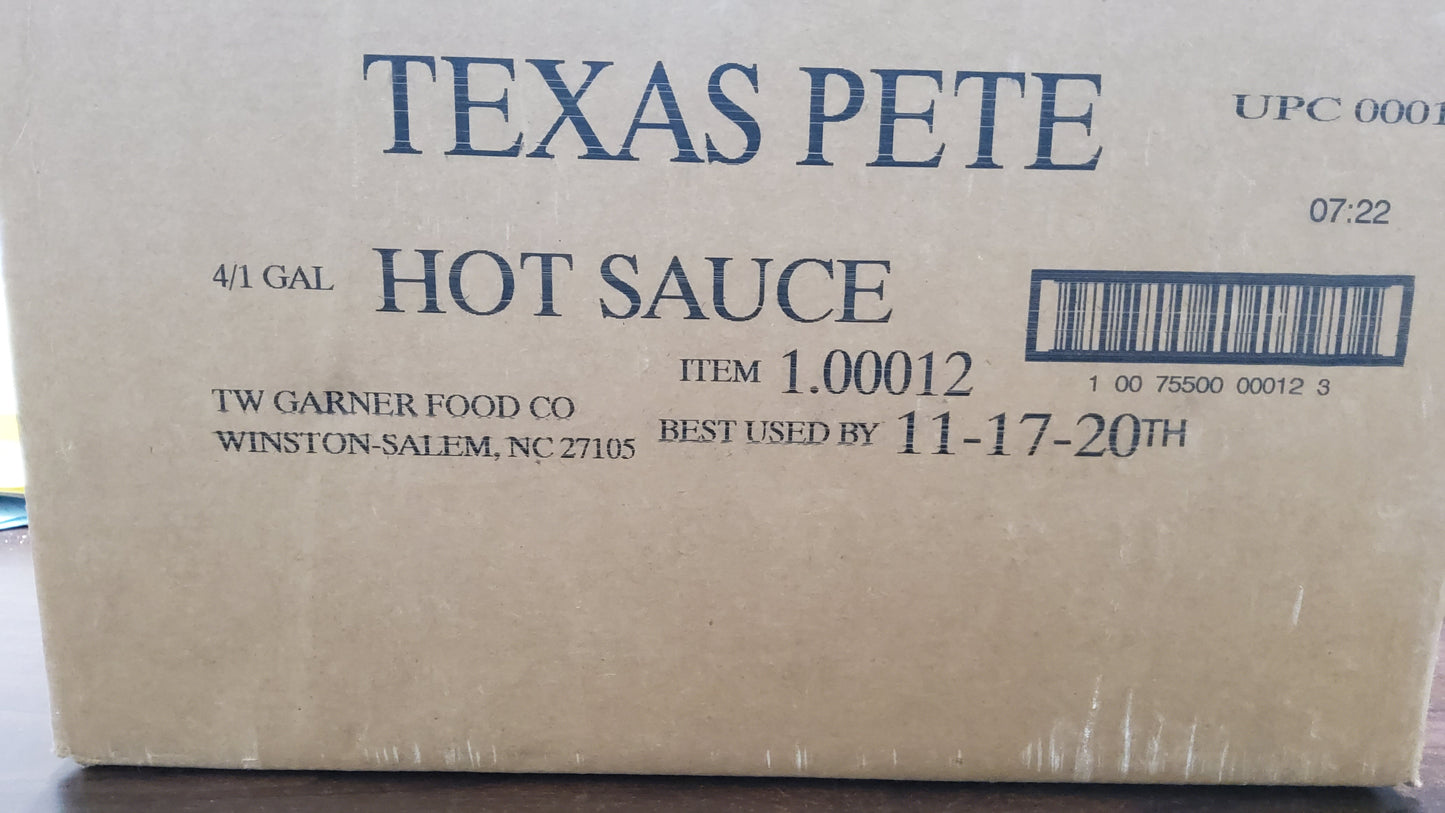 TEXAS PETE
UPC 0001
07:22
4/1 GAL HOT SAUCE
ITEM 1.00012
1 00 75500 00012 3
TW GARNER FOOD CO
WINSTON-SALEM, NC 27105
BEST USED BY 11-17-20TH